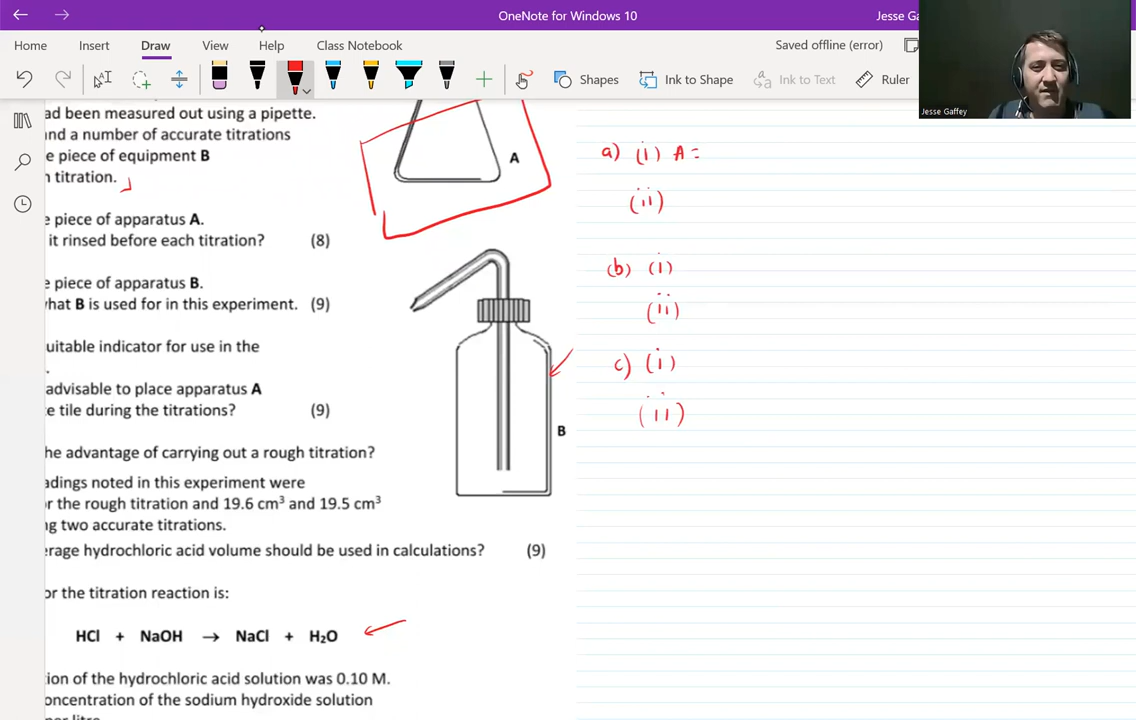 OneNote for Windows 10
Jesse Ga
Home Insert Draw View Help Class Notebook
Saved offline (error)
Shapes Ink to Shape Ink to Text Ruler
Jesse Gaffey
ad been measured out using a pipette.
nd a number of accurate titrations
e piece of equipment B
n titration.
A
e piece of apparatus A.
it rinsed before each titration? (8)
e piece of apparatus B.
hat B is used for in this experiment. (9)
uitable indicator for use in the
.
advisable to place apparatus A
e tile during the titrations? (9)
B
he advantage of carrying out a rough titration?
adings noted in this experiment were
or the rough titration and 19.6 cm³ and 19.5 cm³
ng two accurate titrations.
erage hydrochloric acid volume should be used in calculations? (9)
or the titration reaction is:
HCl + NaOH → NaCl + H₂O
tion of the hydrochloric acid solution was 0.10 M.
oncentration of the sodium hydroxide solution
per litre
a) (i) A =
(ii)
(b) (i)
(ii)
c) (i)
(ii)